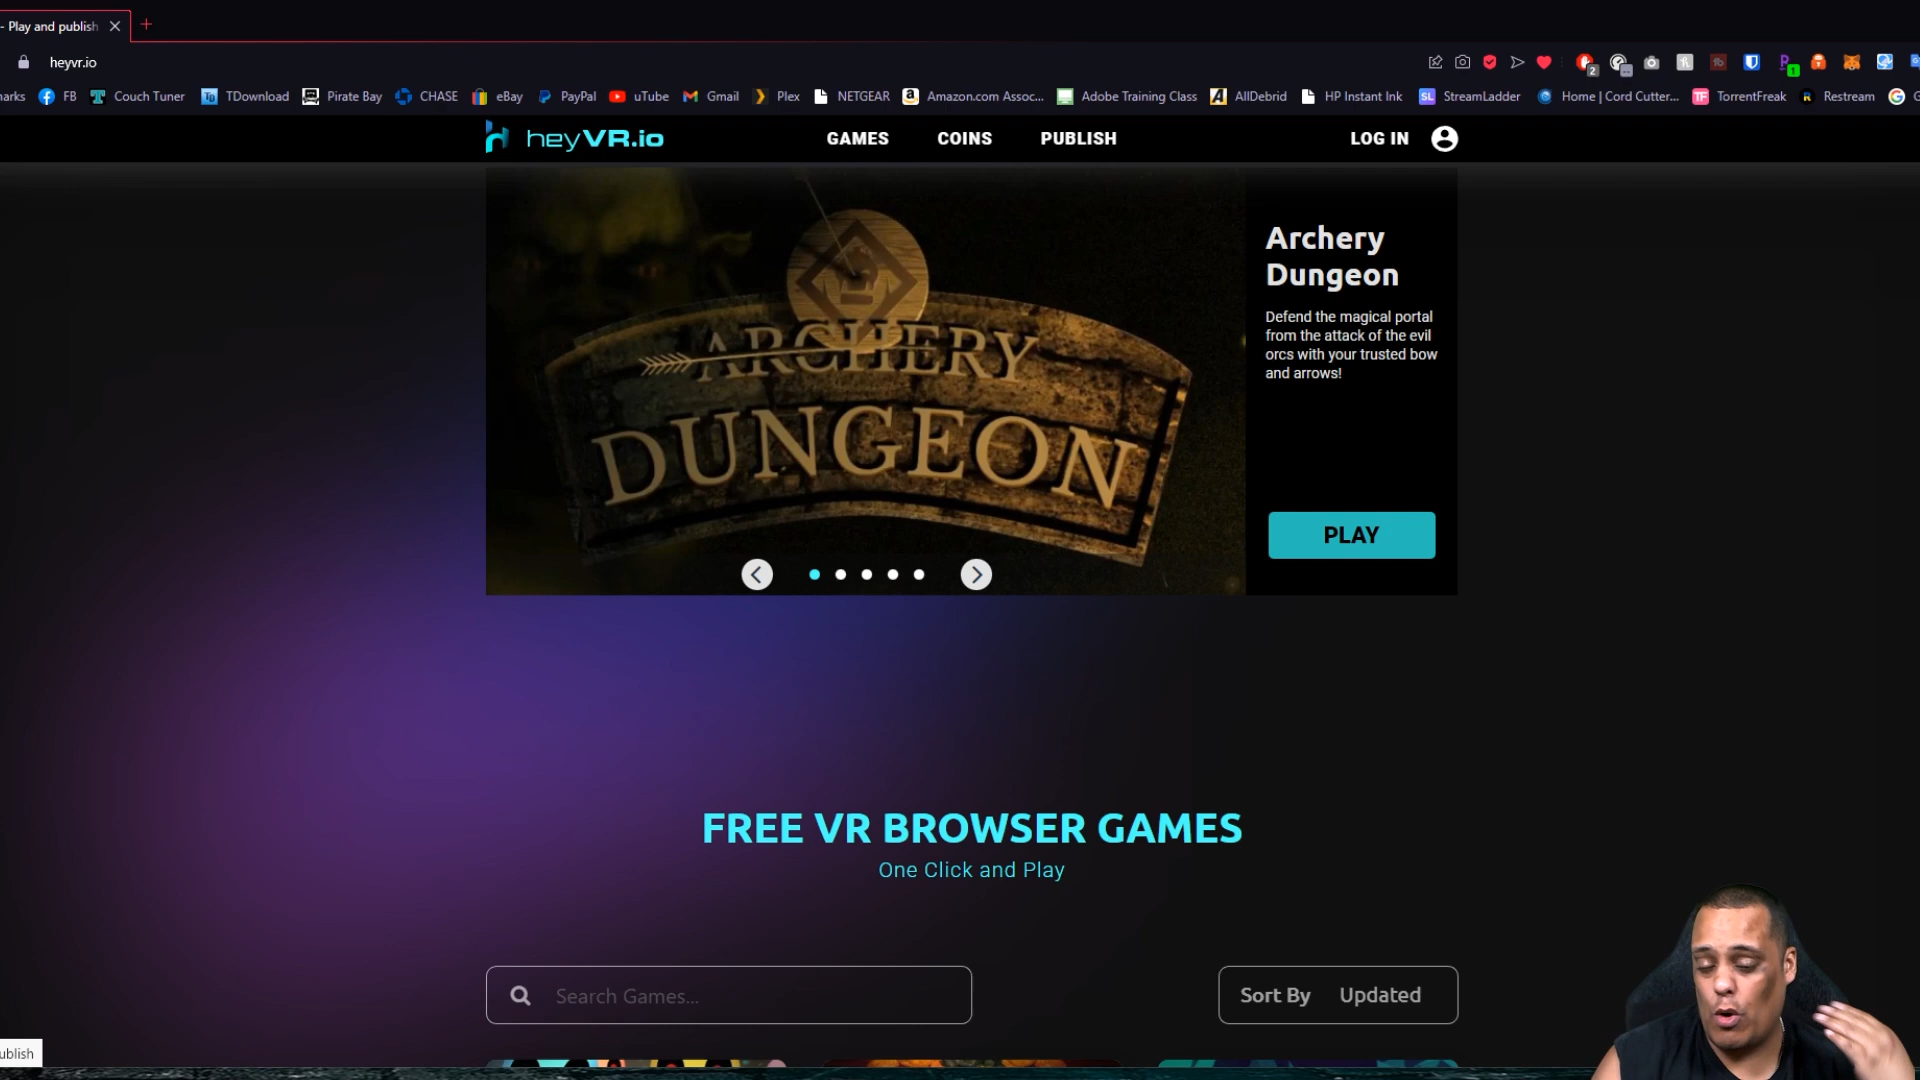 - Play and publish
heyvr.io
arks FB Couch Tuner TDownload Pirate Bay CHASE eBay PayPal uTube Gmail Plex NETGEAR Amazon.com Assoc... Adobe Training Class AllDebrid HP Instant Ink StreamLadder Home | Cord Cutter... TorrentFreak Restream
heyVR.io GAMES COINS PUBLISH LOG IN
ARCHERY
DUNGEON
Archery
Dungeon
Defend the magical portal
from the attack of the evil
orcs with your trusted bow
and arrows!
PLAY
FREE VR BROWSER GAMES
One Click and Play
Search Games...
Sort By Updated
ublish